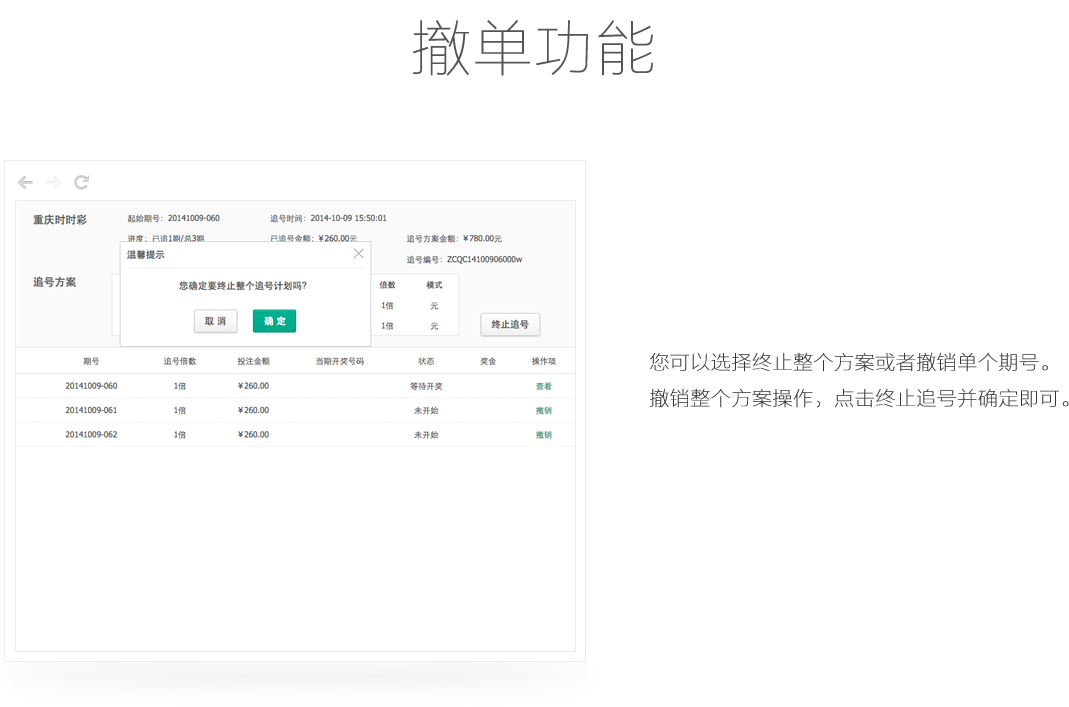 撤单功能
重庆时时彩 起始期号：20141009-060 追号时间：2014-10-09 15:50:01
进度：已追1期/总3期 已追号金额：¥260.00元 追号方案金额：¥780.00元
追号编号：ZCQC14100906000w
温馨提示
追号方案 您确定要终止整个追号计划吗? 倍数 模式
1倍 元
取消 确定 1倍 元 终止追号
期号 追号倍数 投注金额 当期开奖号码 状态 奖金 操作项
20141009-060 1倍 ¥260.00 等待开奖 查看
20141009-061 1倍 ¥260.00 未开始 撤销
20141009-062 1倍 ¥260.00 未开始 撤销
您可以选择终止整个方案或者撤销单个期号。
撤销整个方案操作，点击终止追号并确定即可。